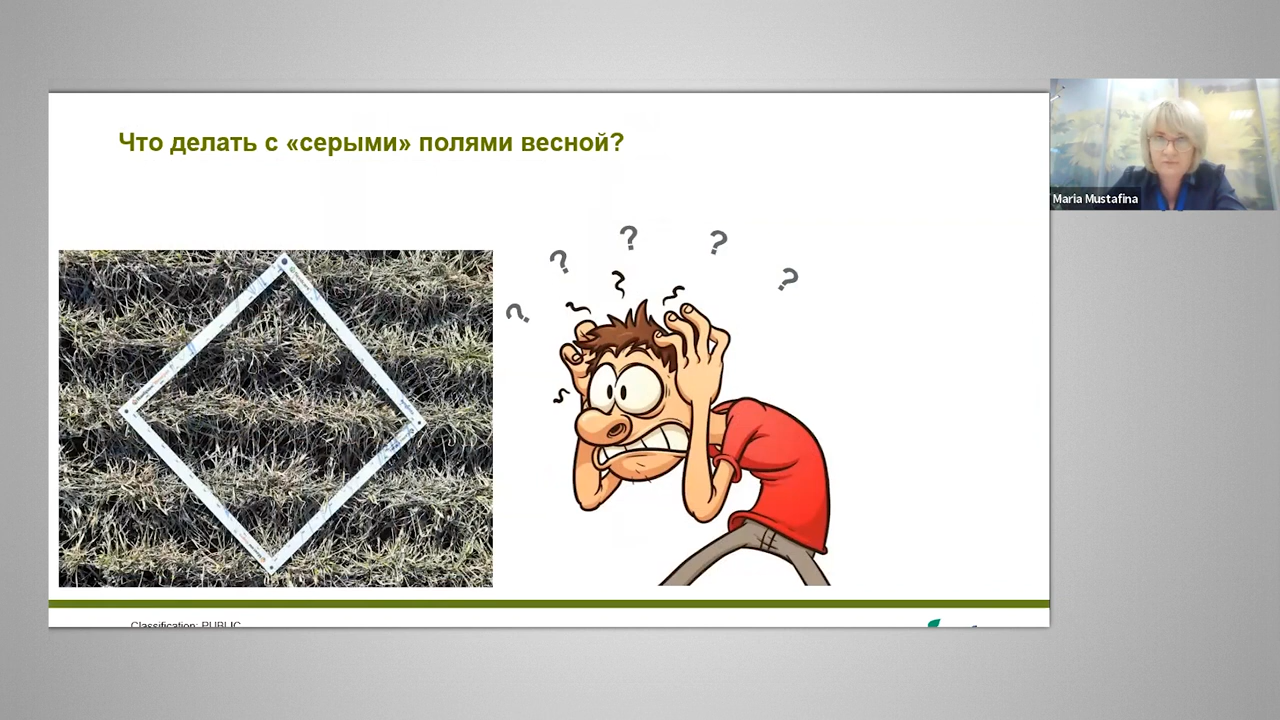 Что делать с «серыми» полями весной?
? ? ? ? ?
Maria Mustafina
Classification: PUBLIC